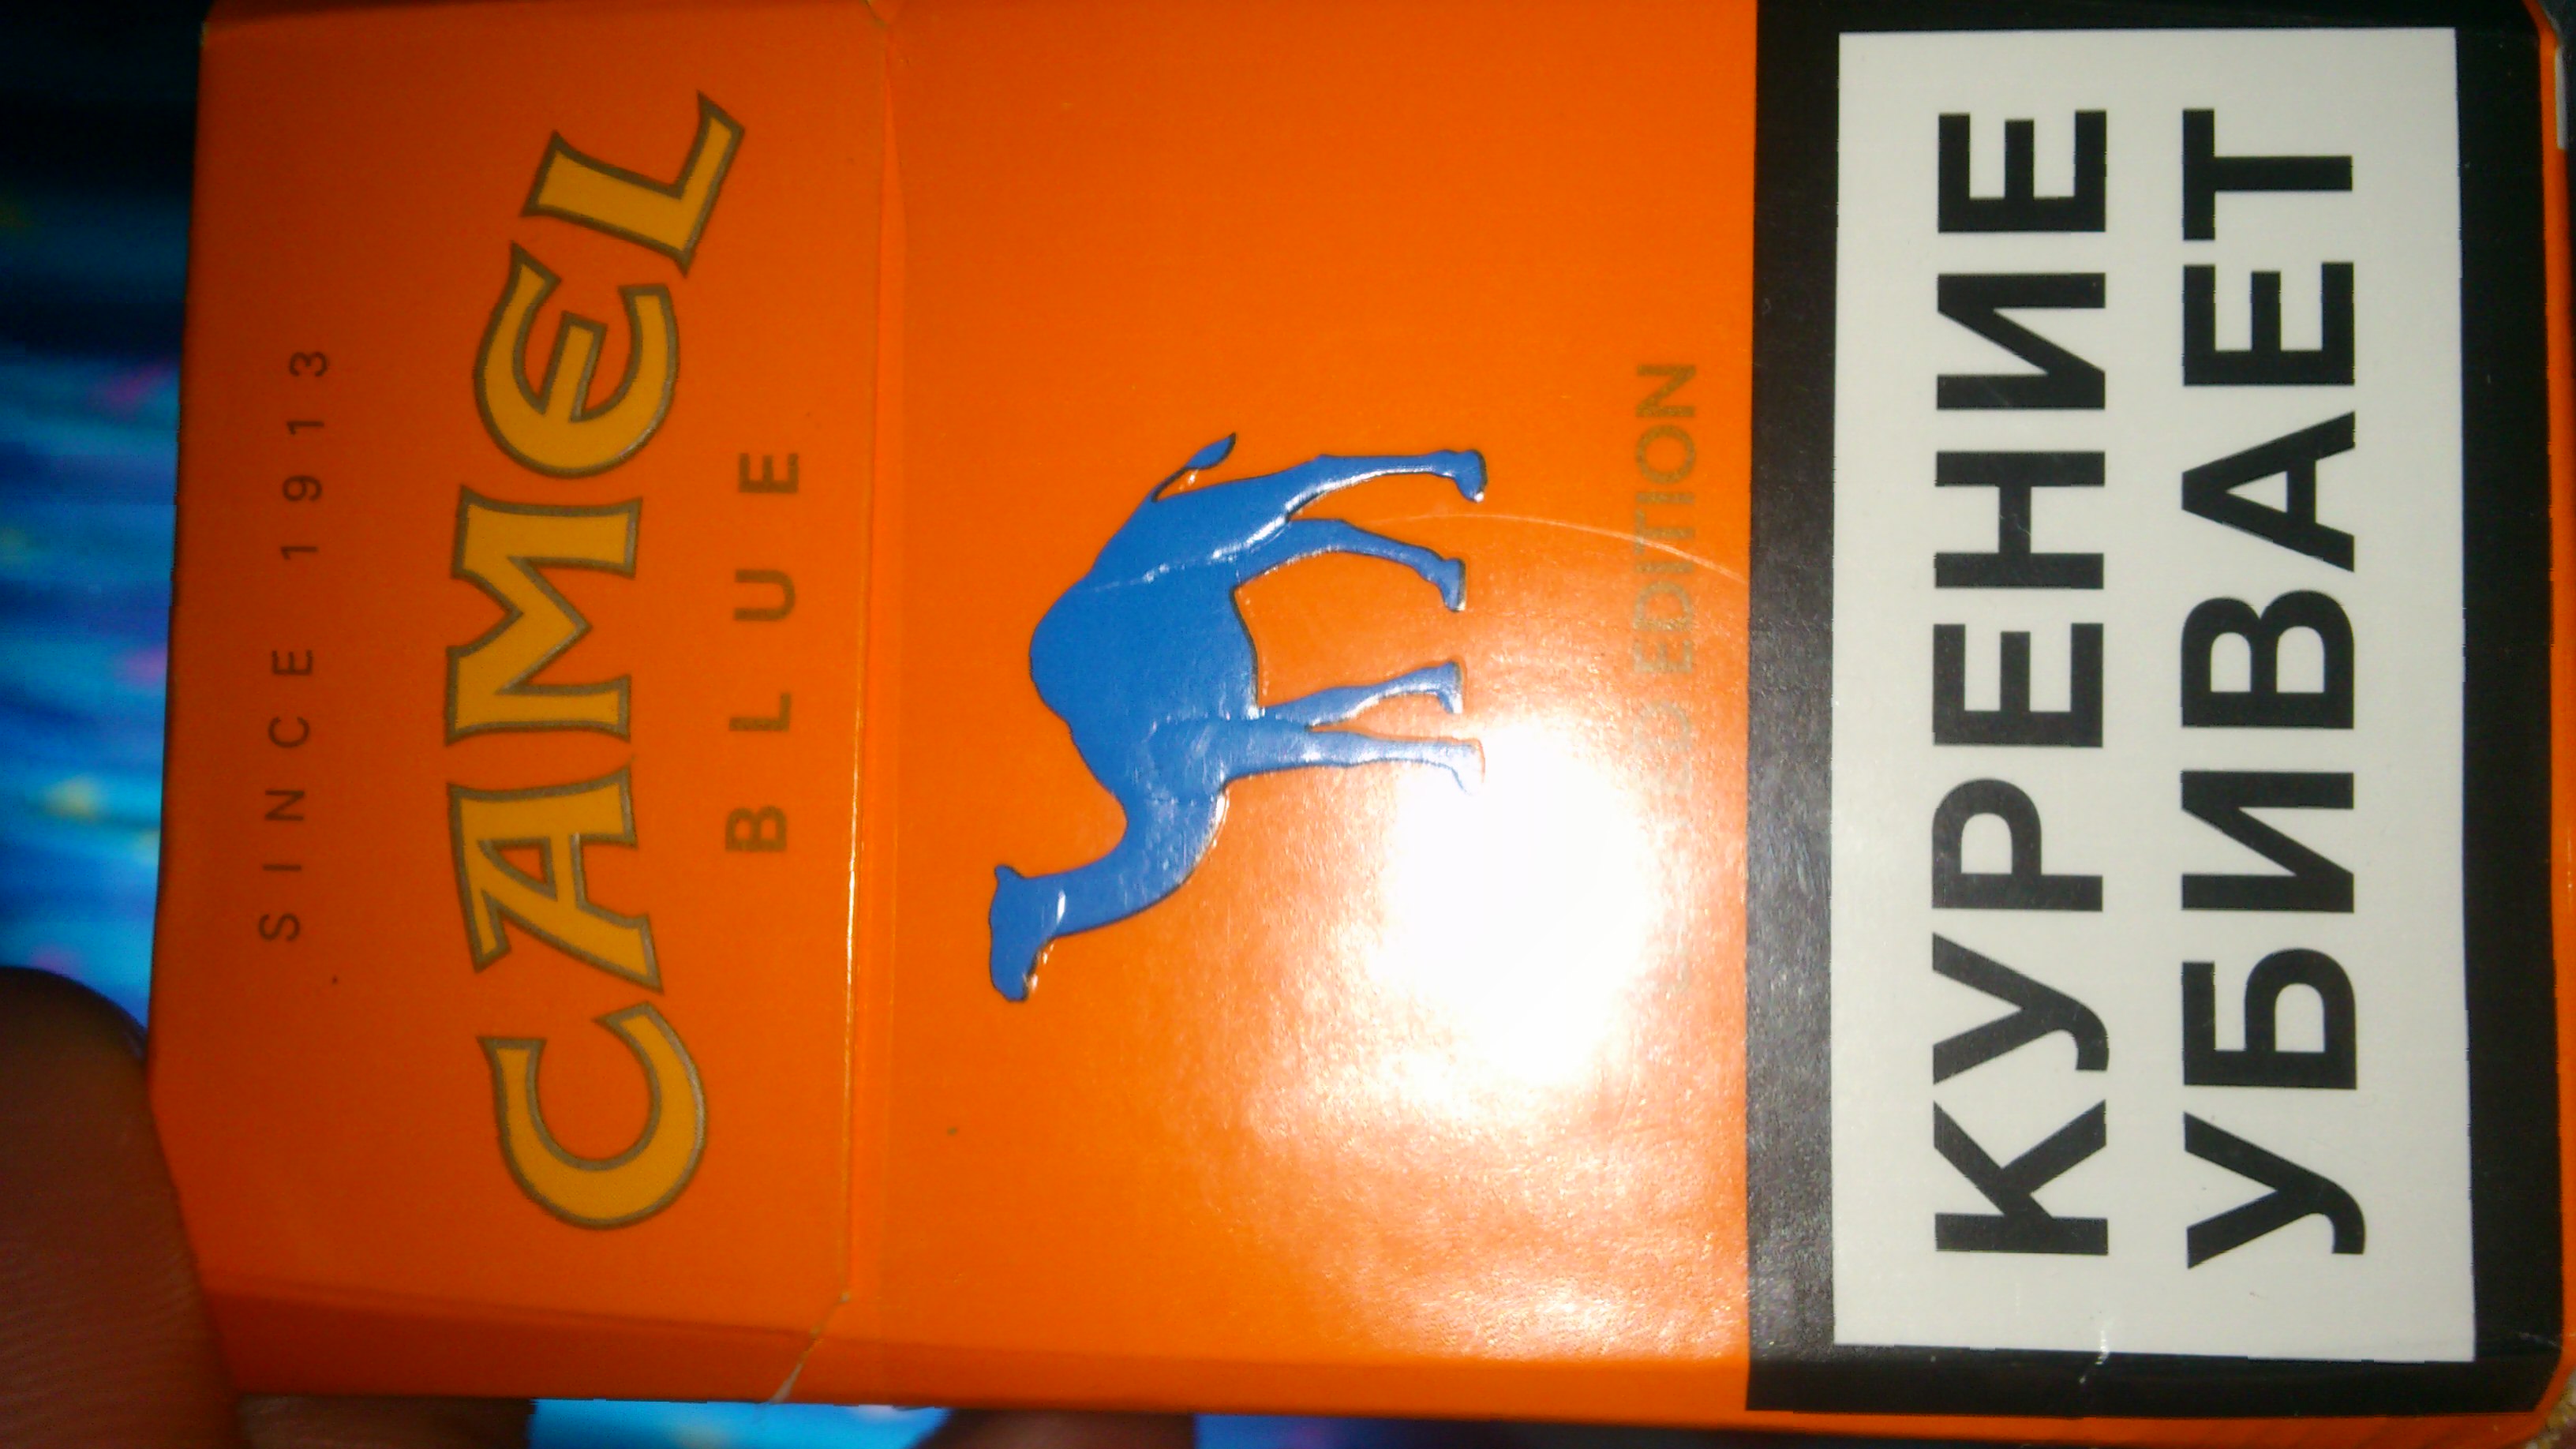 SINCE 1913
CAMEL
BLUE
EDITION
КУРЕНИЕ
УБИВАЕТ